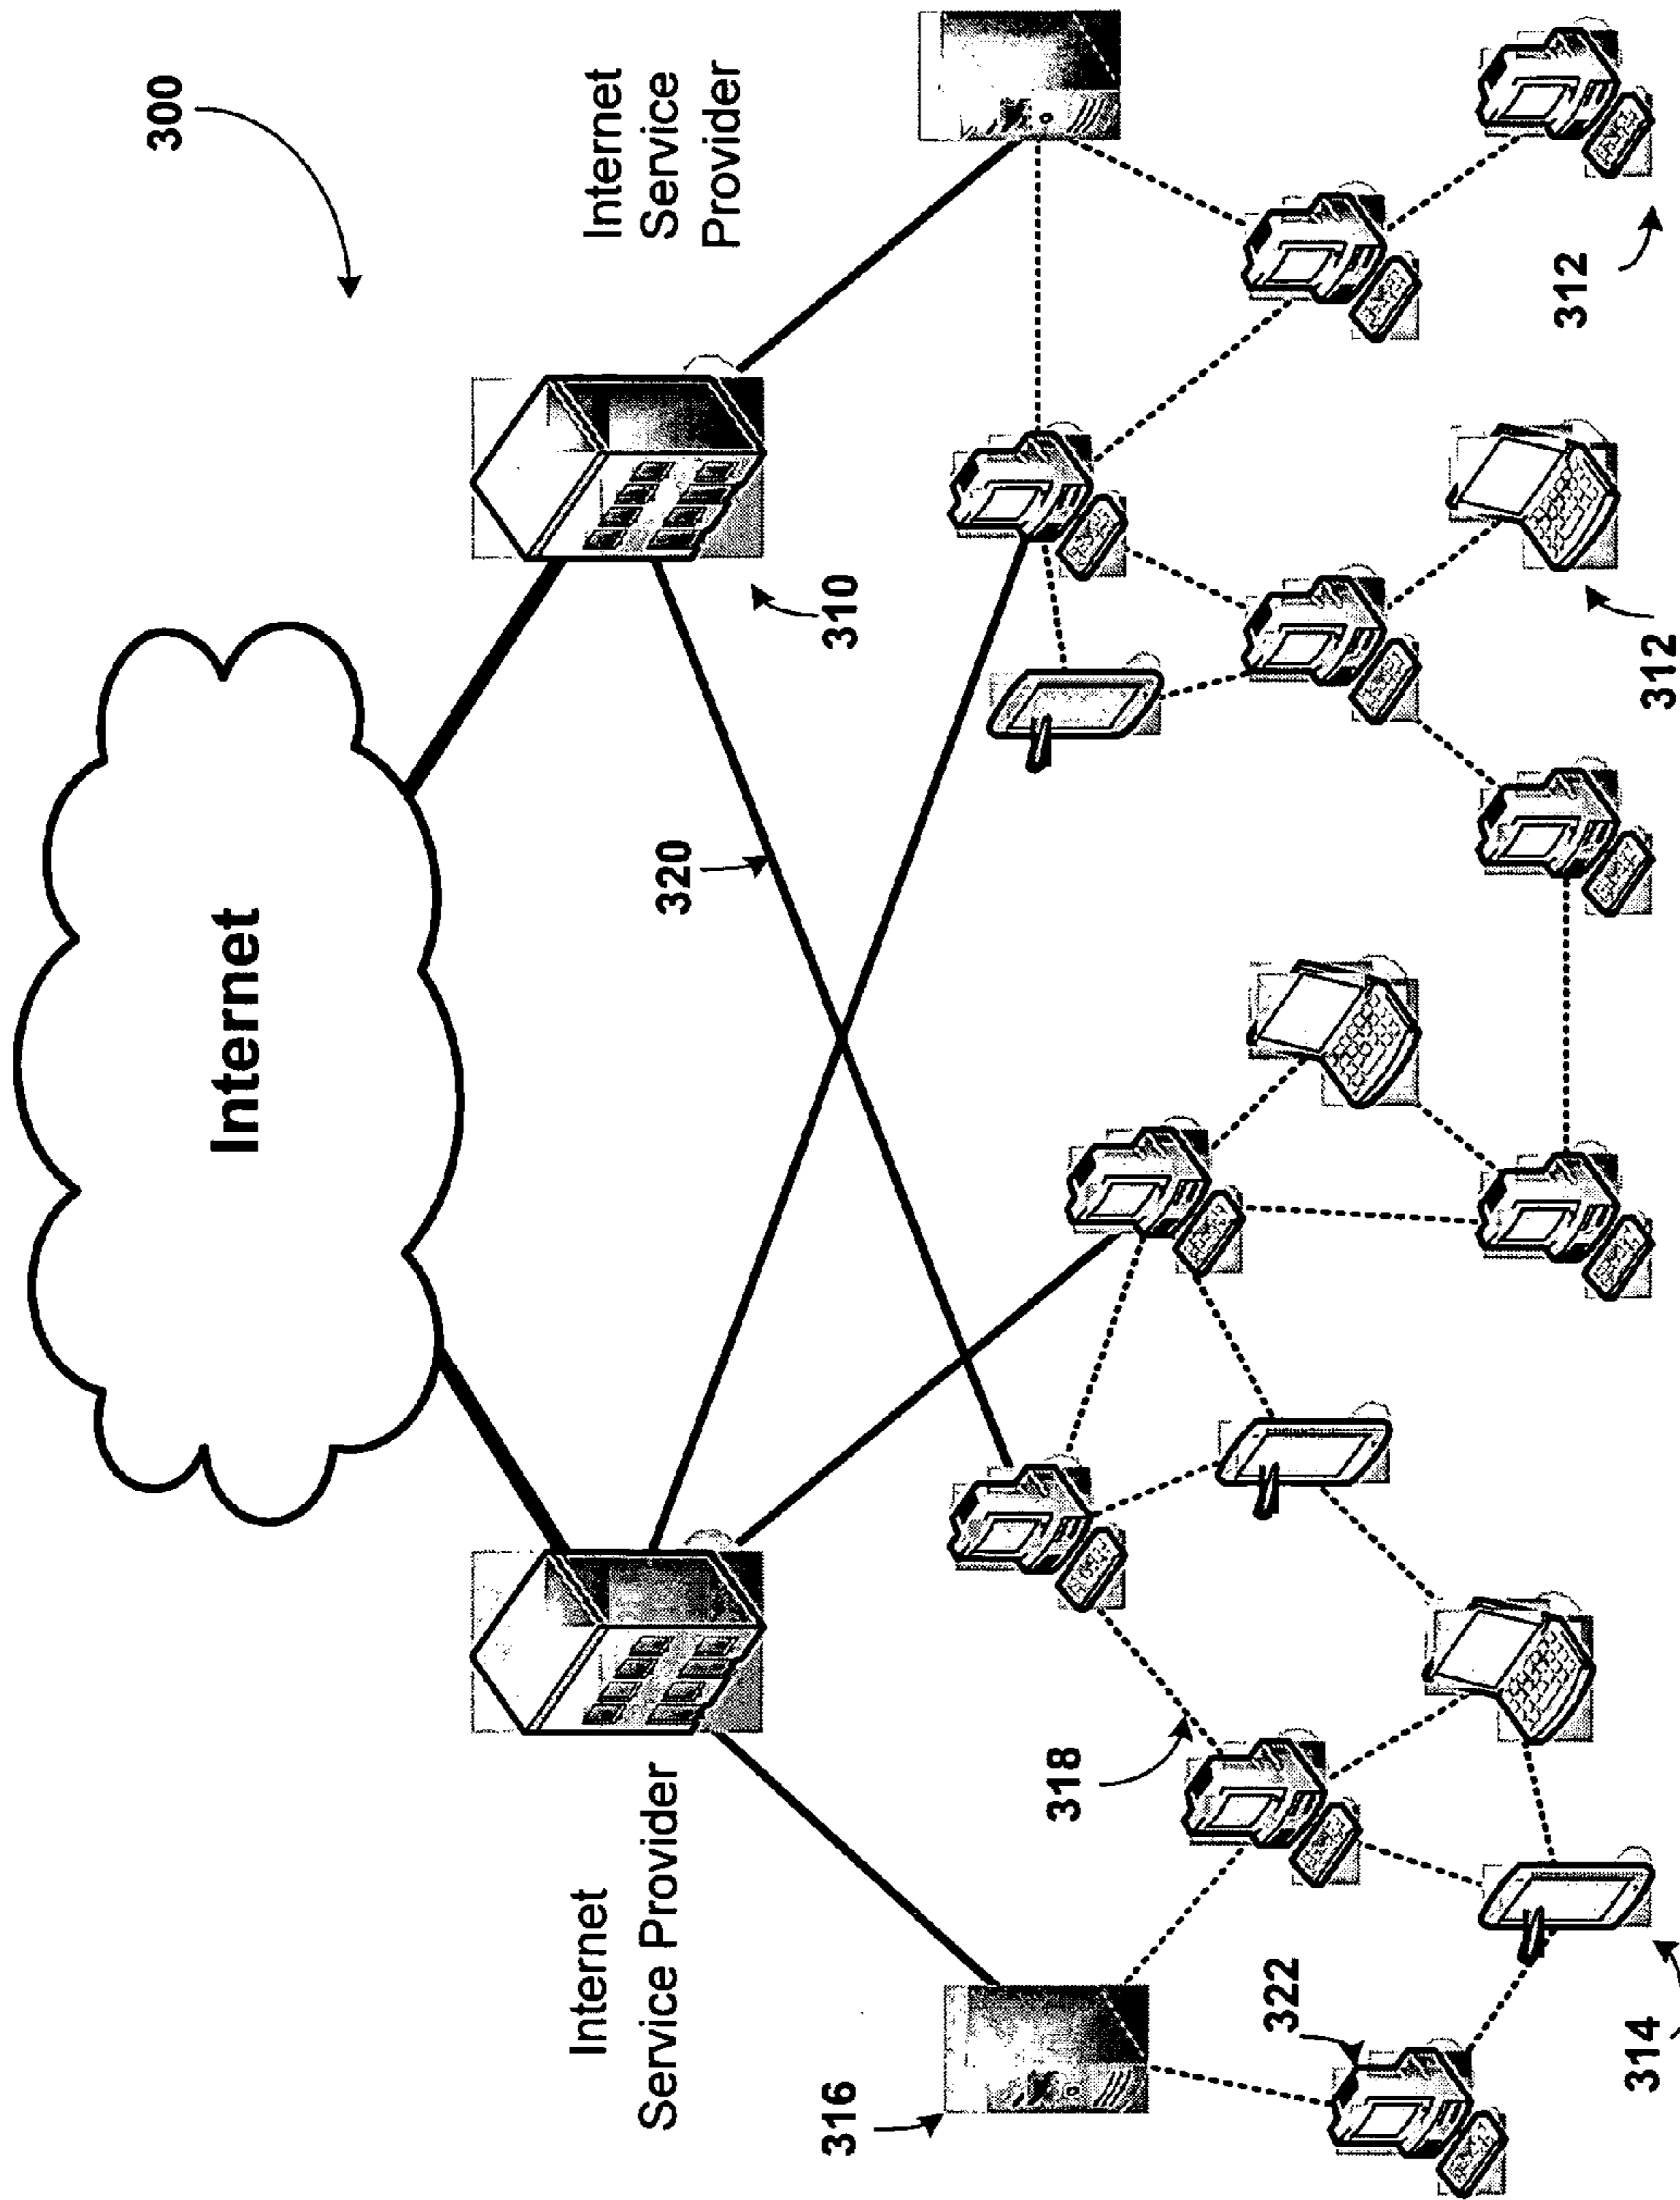 300
Internet
Internet
Service Provider
Internet
Service
Provider
310
320
316
318
322
314
312
312